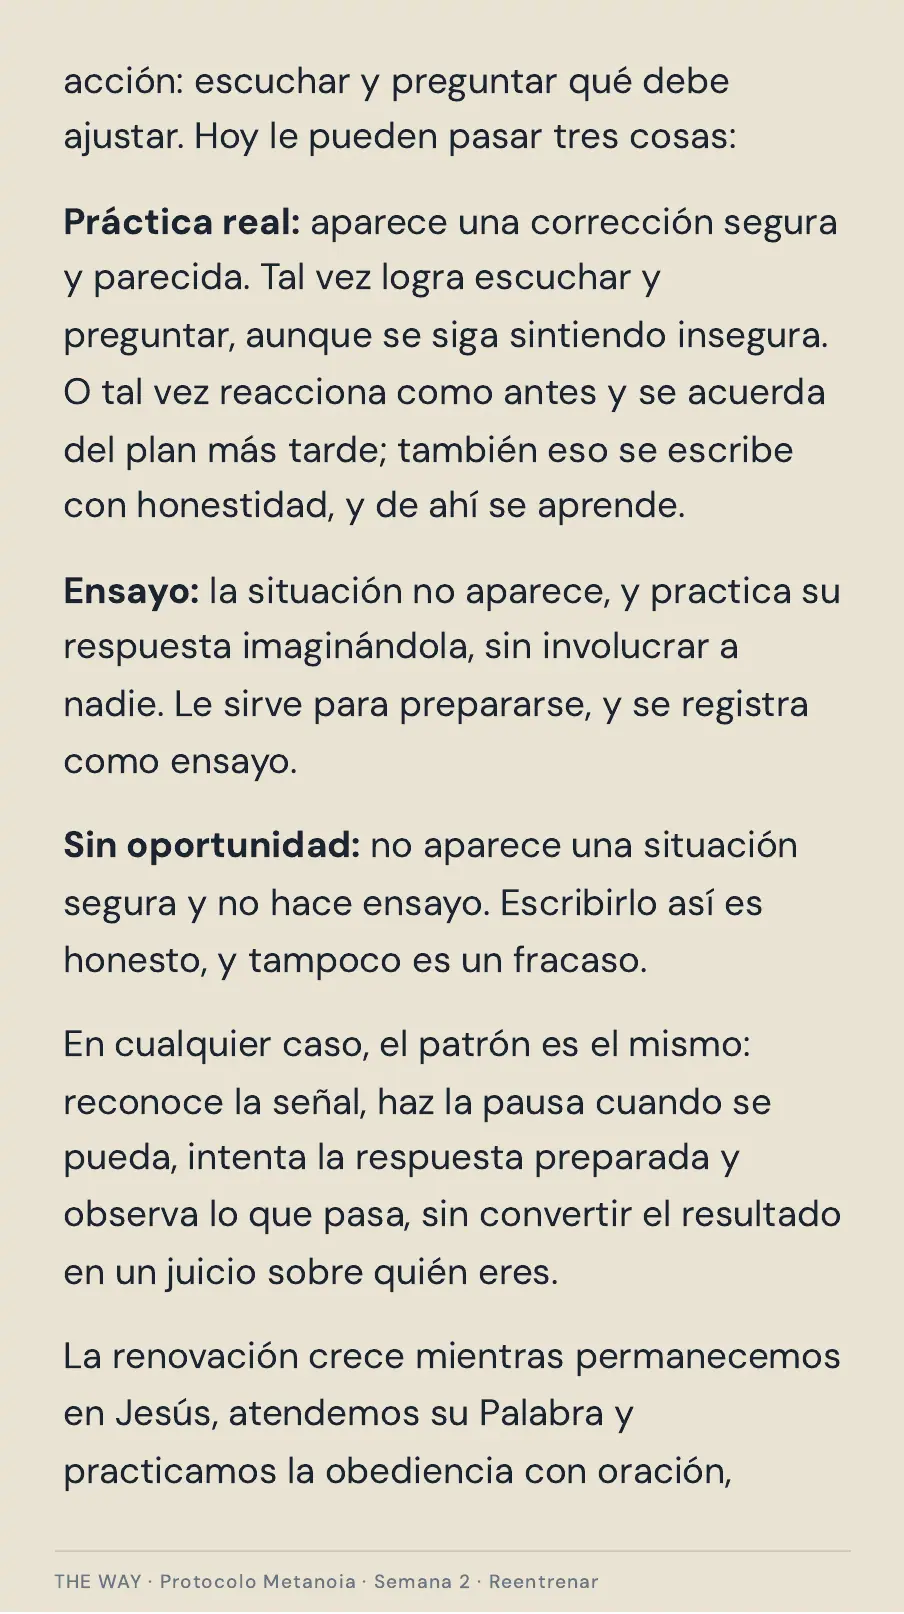 acción: escuchar y preguntar qué debe
ajustar. Hoy le pueden pasar tres cosas:
Práctica real: aparece una corrección segura
y parecida. Tal vez logra escuchar y
preguntar, aunque se siga sintiendo insegura.
O tal vez reacciona como antes y se acuerda
del plan más tarde; también eso se escribe
con honestidad, y de ahí se aprende.
Ensayo: la situación no aparece, y practica su
respuesta imaginándola, sin involucrar a
nadie. Le sirve para prepararse, y se registra
como ensayo.
Sin oportunidad: no aparece una situación
segura y no hace ensayo. Escribirlo así es
honesto, y tampoco es un fracaso.
En cualquier caso, el patrón es el mismo:
reconoce la señal, haz la pausa cuando se
pueda, intenta la respuesta preparada y
observa lo que pasa, sin convertir el resultado
en un juicio sobre quién eres.
La renovación crece mientras permanecemos
en Jesús, atendemos su Palabra y
practicamos la obediencia con oración,
THE WAY · Protocolo Metanoia · Semana 2 · Reentrenar